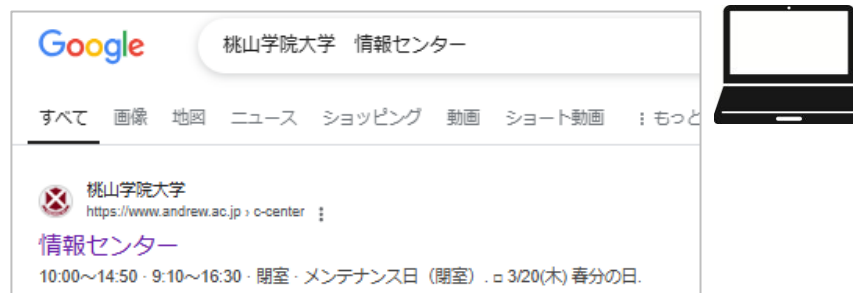 Google
桃山学院大学　情報センター
すべて 画像 地図 ニュース ショッピング 動画 ショート動画 ⋮ もっと
桃山学院大学
https://www.andrew.ac.jp › c-center ⋮
情報センター
10:00～14:50 · 9:10～16:30 · 閉室 · メンテナンス日（閉室）. □ 3/20(木) 春分の日.